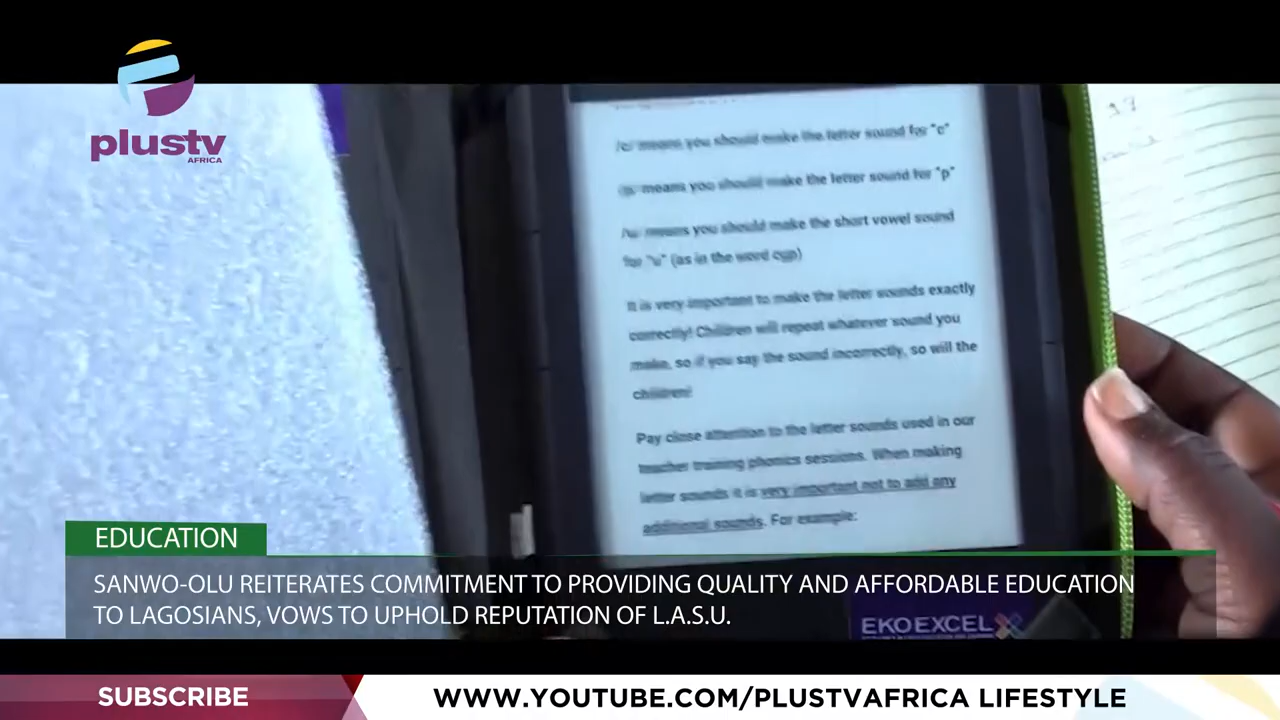 plustv
AFRICA
/c/ means you should make the letter sound for "c"
/p/ means you should make the letter sound for "p"
/u/ means you should make the short vowel sound
for "u" (as in the word cup)
It is very important to make the letter sounds exactly
correctly! Children will repeat whatever sound you
make, so if you say the sound incorrectly, so will the
children!
Pay close attention to the letter sounds used in our
teacher training phonics sessions. When making
letter sounds it is very important not to add any
additional sounds. For example:
EDUCATION
SANWO-OLU REITERATES COMMITMENT TO PROVIDING QUALITY AND AFFORDABLE EDUCATION
TO LAGOSIANS, VOWS TO UPHOLD REPUTATION OF L.A.S.U.
EKOEXCEL
SUBSCRIBE
WWW.YOUTUBE.COM/PLUSTVAFRICA LIFESTYLE